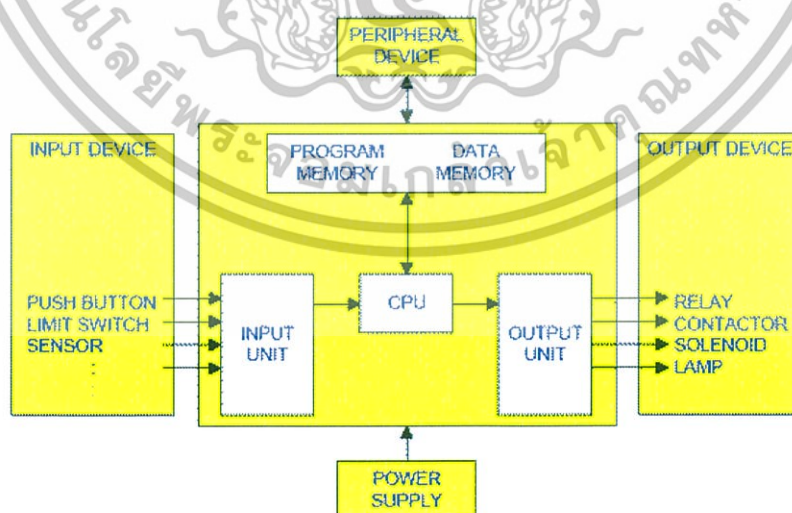 PERIPHERAL
DEVICE
INPUT DEVICE
PROGRAM
MEMORY
DATA
MEMORY
OUTPUT DEVICE
PUSH BUTTON
LIMIT SWITCH
SENSOR
INPUT
UNIT
CPU
OUTPUT
UNIT
RELAY
CONTACTOR
SOLENOID
LAMP
POWER
SUPPLY